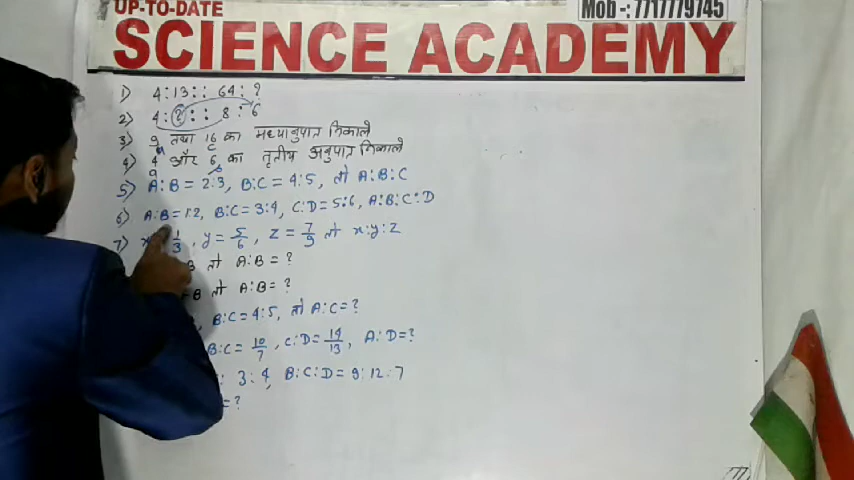 UP-TO-DATE
Mob-: 7717779745
SCIENCE ACADEMY
1) 4:13:: 64: ?
2) 4: ? :: 8: 6
3) 9 तथा 16 का मध्यानुपात निकाले
4) 4 और 6 का तृतीय अनुपात निकाले
5) A:B = 2:3, B:C = 4:5, तो A:B:C
6) A:B=1:2, B:C=3:4, C:D=5:6, A:B:C:D
7) 1/3, y = 5/6, z = 7/9 तो x:y:z
B तो A:B = ?
B तो A:B = ?
B:C = 4:5, तो A:C = ?
B:C = 10/7, C:D = 14/13, A:D=?
: 3:4, B:C:D = 9:12:7
=?